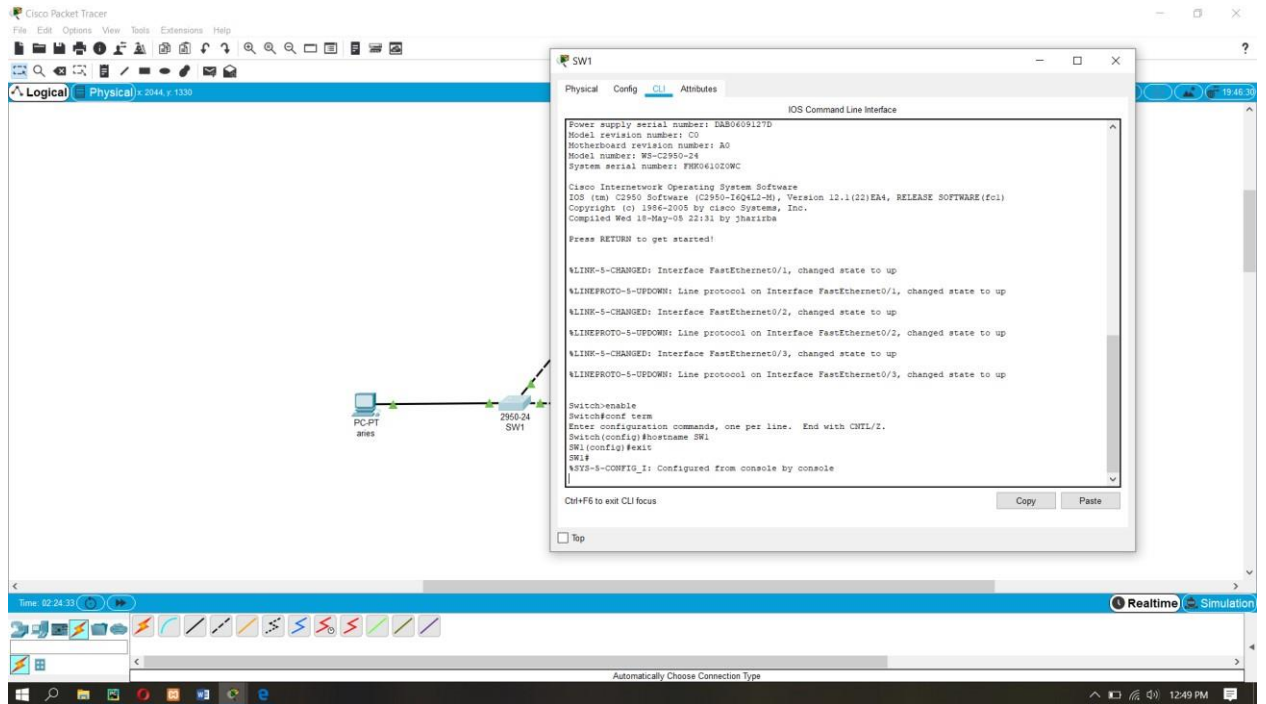 Cisco Packet Tracer
File Edit Options View Tools Extensions Help
?
Logical
Physical x: 2044, y: 1330
19:46:30
SW1
Physical Config CLI Attributes
IOS Command Line Interface
Power supply serial number: DAB0609127D
Model revision number: C0
Motherboard revision number: A0
Model number: WS-C2950-24
System serial number: FHK0610Z0WC
Cisco Internetwork Operating System Software
IOS (tm) C2950 Software (C2950-I6Q4L2-M), Version 12.1(22)EA4, RELEASE SOFTWARE(fc1)
Copyright (c) 1986-2005 by cisco Systems, Inc.
Compiled Wed 18-May-05 22:31 by jharirba
Press RETURN to get started!
%LINK-5-CHANGED: Interface FastEthernet0/1, changed state to up
%LINEPROTO-5-UPDOWN: Line protocol on Interface FastEthernet0/1, changed state to up
%LINK-5-CHANGED: Interface FastEthernet0/2, changed state to up
%LINEPROTO-5-UPDOWN: Line protocol on Interface FastEthernet0/2, changed state to up
%LINK-5-CHANGED: Interface FastEthernet0/3, changed state to up
%LINEPROTO-5-UPDOWN: Line protocol on Interface FastEthernet0/3, changed state to up
Switch>enable
Switch#conf term
Enter configuration commands, one per line. End with CNTL/Z.
Switch(config)#hostname SW1
SW1(config)#exit
SW1#
%SYS-5-CONFIG_I: Configured from console by console
Ctrl+F6 to exit CLI focus
Copy
Paste
Top
PC-PT
aries
2950-24
SW1
Time: 02:24:33
Realtime
Simulation
Automatically Choose Connection Type
12:49 PM